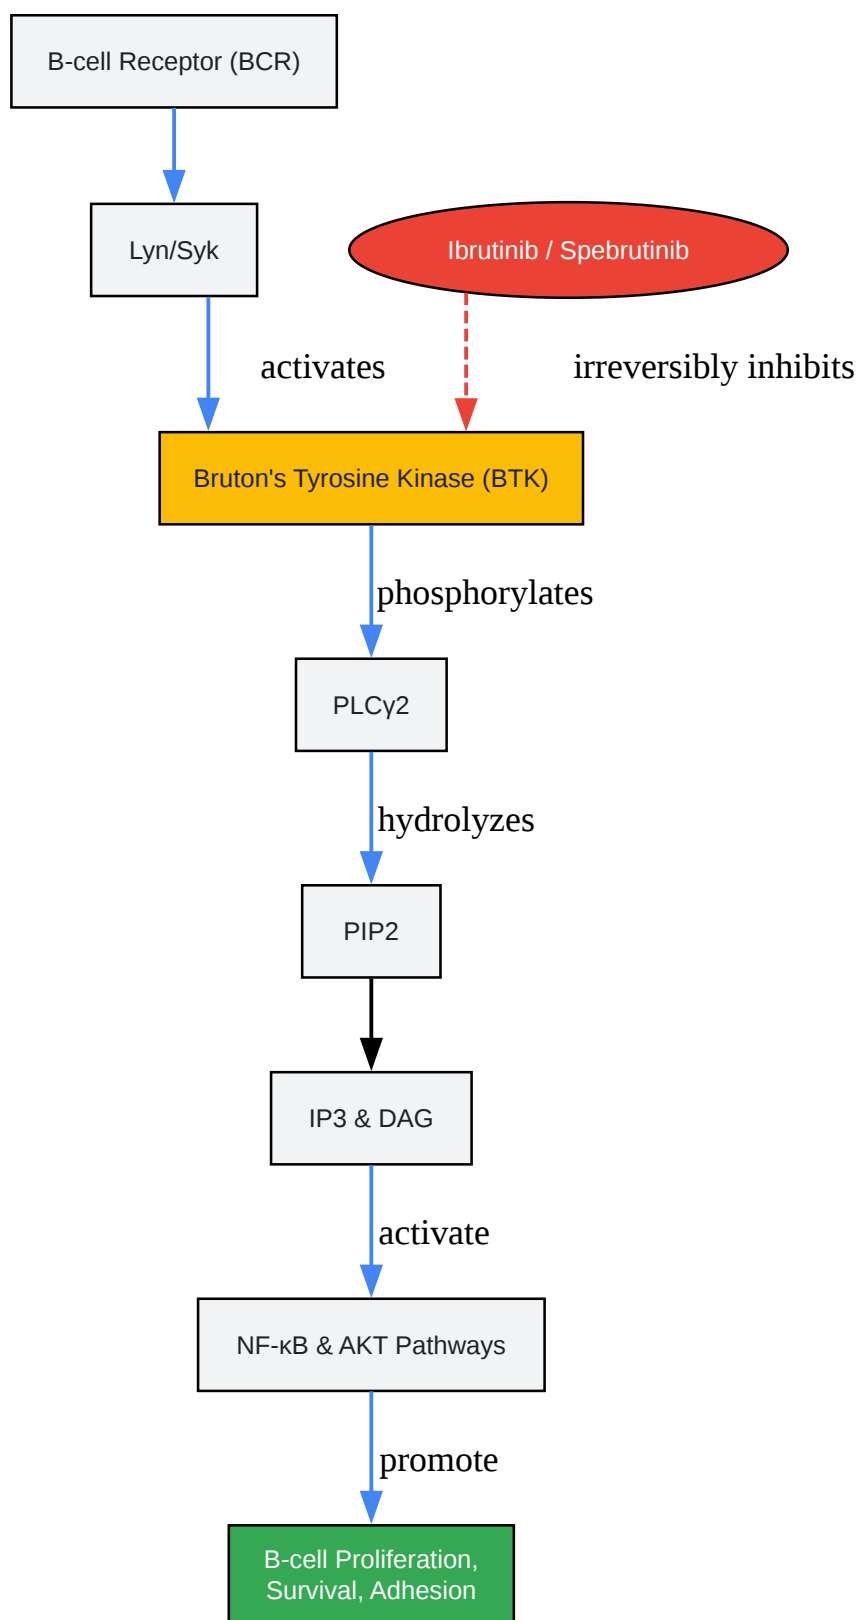 B-cell Receptor (BCR)
Lyn/Syk
Ibrutinib / Spebrutinib
activates
irreversibly inhibits
Bruton's Tyrosine Kinase (BTK)
phosphorylates
PLCγ2
hydrolyzes
PIP2
IP3 & DAG
activate
NF-κB & AKT Pathways
promote
B-cell Proliferation,
Survival, Adhesion